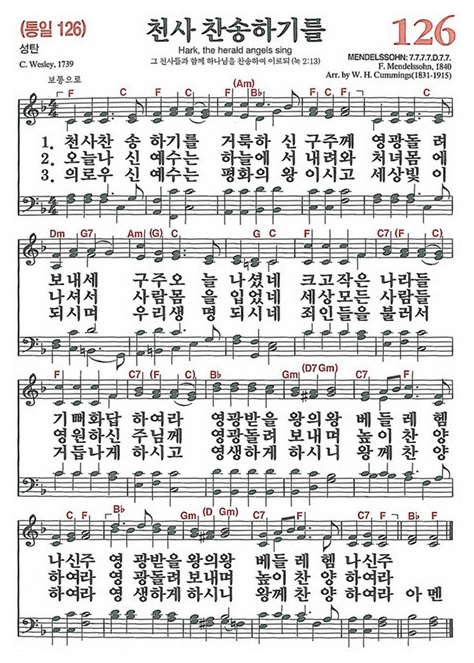 (통일 126)
성탄
C. Wesley, 1739
보통으로
천사 찬송하기를
Hark, the herald angels sing
그 천사들과 함께 하나님을 찬송하여 이르되 (눅 2:13)
126
MENDELSSOHN: 7.7.7.7.D.7.7.
F. Mendelssohn, 1840
Arr. by W. H. Cummings(1831-1915)
F F C F (Am) C F C
1. 천사찬 송 하기를 거룩하 신 구주께 영광돌 려
2. 오늘나 신 예수는 하늘에 서 내려와 처녀몸 에
3. 의로우 신 예수는 평화의 왕 이시고 세상빛 이
Dm G7 Am (G) C G C F C7 (F C)
보내세 구주오 늘 나셨네 크고작은 나라들
나셔서 사람몸 을 입었네 세상모든 사람들
되시며 우리생 명 되시네 죄인들을 불러서
F C7 (F) C B♭ Gm (D7 Gm) C7 F
기뻐화답 하여라 영광받을 왕의왕 베들레헴
영원하신 주님께 영광돌려 보내며 높이찬양
거듭나게 하시고 영생하게 하시니 왕께찬양
C F B♭ Gm (D Gm) C7 F B♭ C7 F B♭ F
나신주 영광받을 왕의왕 베들레헴 나신주
하여라 영광돌려 보내며 높이찬양 하여라
하여라 영생하게 하시니 왕께찬양 하여라 아멘